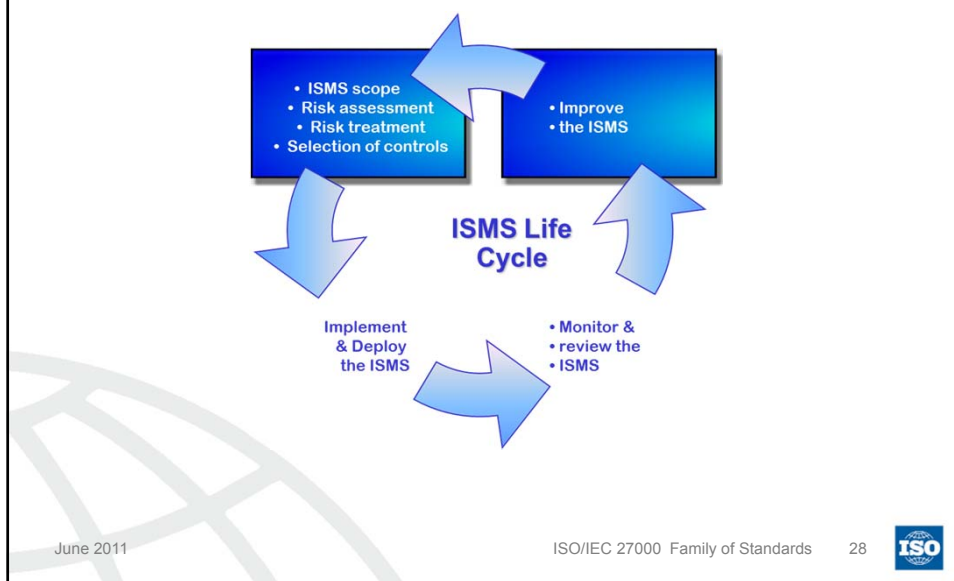 • ISMS scope
• Risk assessment
• Risk treatment
• Selection of controls
• Improve
• the ISMS
ISMS Life
Cycle
Implement
& Deploy
the ISMS
• Monitor &
• review the
• ISMS
June 2011
ISO/IEC 27000 Family of Standards 28
ISO